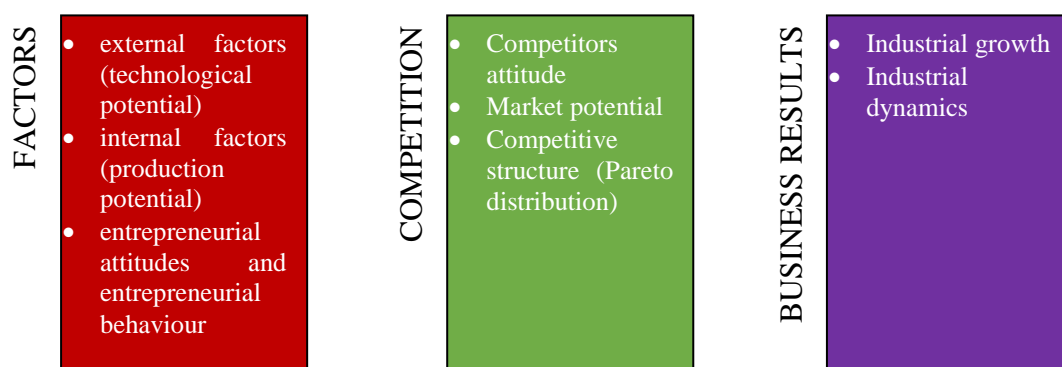 FACTORS
• external factors
(technological
potential)
• internal factors
(production
potential)
• entrepreneurial
attitudes and
entrepreneurial
behaviour
COMPETITION
• Competitors
attitude
• Market potential
• Competitive
structure (Pareto
distribution)
BUSINESS RESULTS
• Industrial growth
• Industrial
dynamics